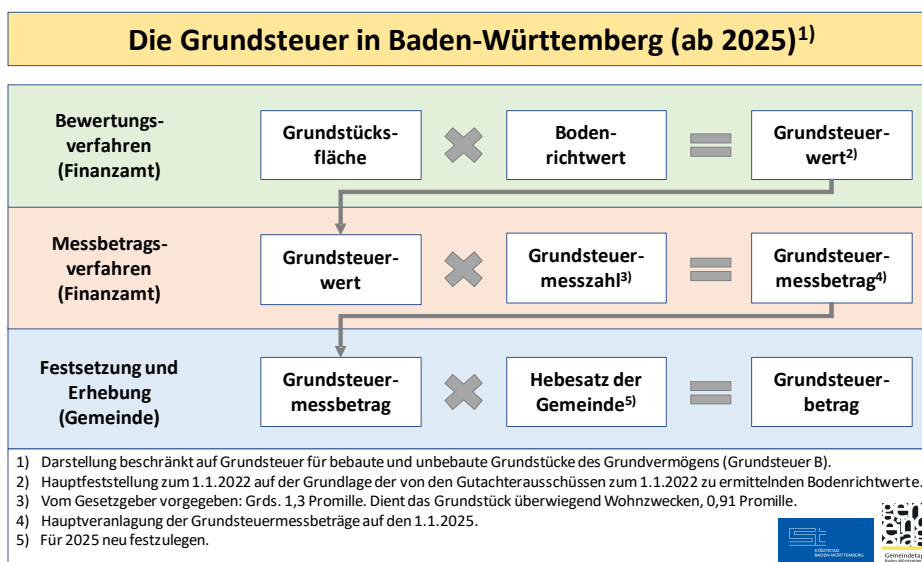 Die Grundsteuer in Baden-Württemberg (ab 2025)1)
Bewertungs-
verfahren
(Finanzamt)
Grundstücks-
fläche
Boden-
richtwert
Grundsteuer-
wert2)
Messbetrags-
verfahren
(Finanzamt)
Grundsteuer-
wert
Grundsteuer-
messzahl3)
Grundsteuer-
messbetrag4)
Festsetzung und
Erhebung
(Gemeinde)
Grundsteuer-
messbetrag
Hebesatz der
Gemeinde5)
Grundsteuer-
betrag
1) Darstellung beschränkt auf Grundsteuer für bebaute und unbebaute Grundstücke des Grundvermögens (Grundsteuer B).
2) Hauptfeststellung zum 1.1.2022 auf der Grundlage der von den Gutachterausschüssen zum 1.1.2022 zu ermittelnden Bodenrichtwerte.
3) Vom Gesetzgeber vorgegeben: Grds. 1,3 Promille. Dient das Grundstück überwiegend Wohnzwecken, 0,91 Promille.
4) Hauptveranlagung der Grundsteuermessbeträge auf den 1.1.2025.
5) Für 2025 neu festzulegen.
STÄDTETAG
BADEN-WÜRTTEMBERG
Gemeindetag
Baden-Württemberg